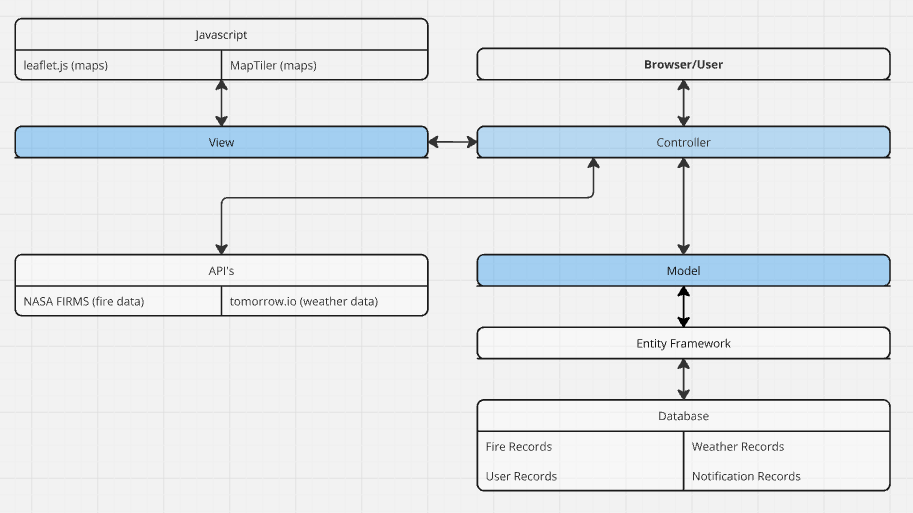 Javascript
leaflet.js (maps)
MapTiler (maps)
Browser/User
View
Controller
API's
NASA FIRMS (fire data)
tomorrow.io (weather data)
Model
Entity Framework
Database
Fire Records
Weather Records
User Records
Notification Records